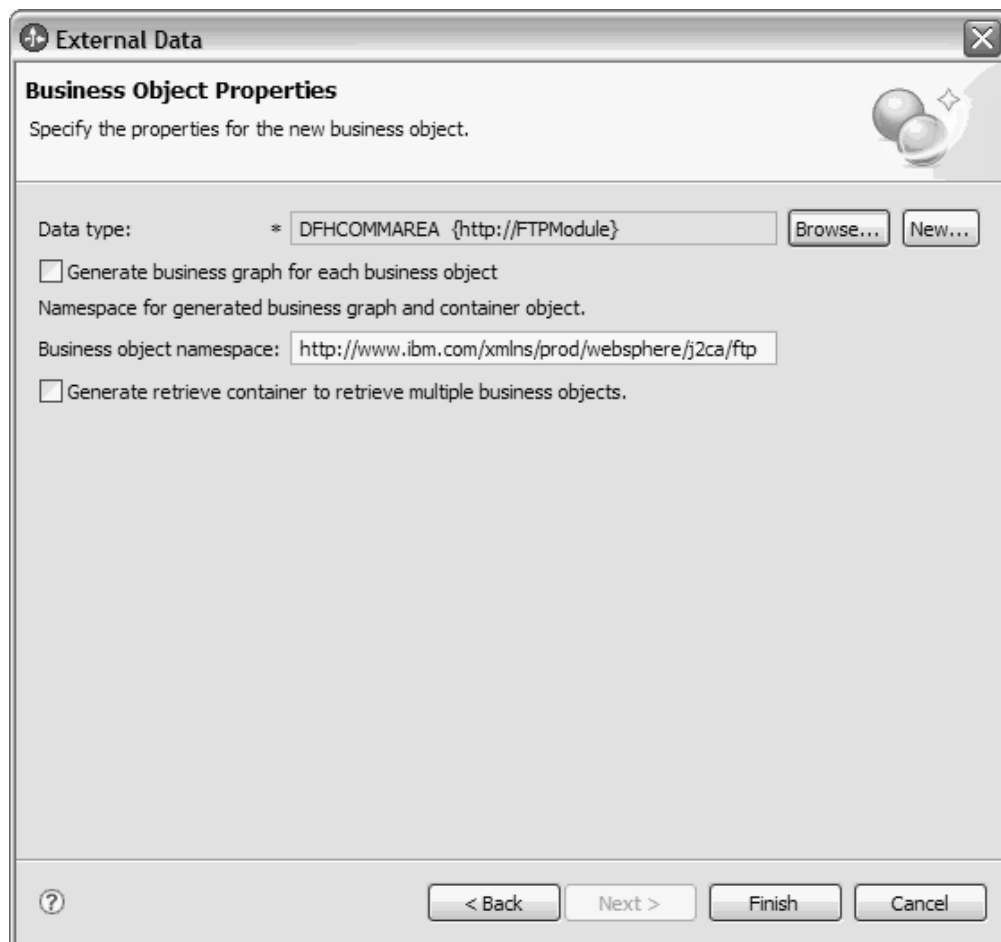 External Data
Business Object Properties
Specify the properties for the new business object.
Data type: * DFHCOMMAREA {http://FTPModule} Browse... New...
Generate business graph for each business object
Namespace for generated business graph and container object.
Business object namespace: http://www.ibm.com/xmlns/prod/websphere/j2ca/ftp
Generate retrieve container to retrieve multiple business objects.
? < Back Next > Finish Cancel